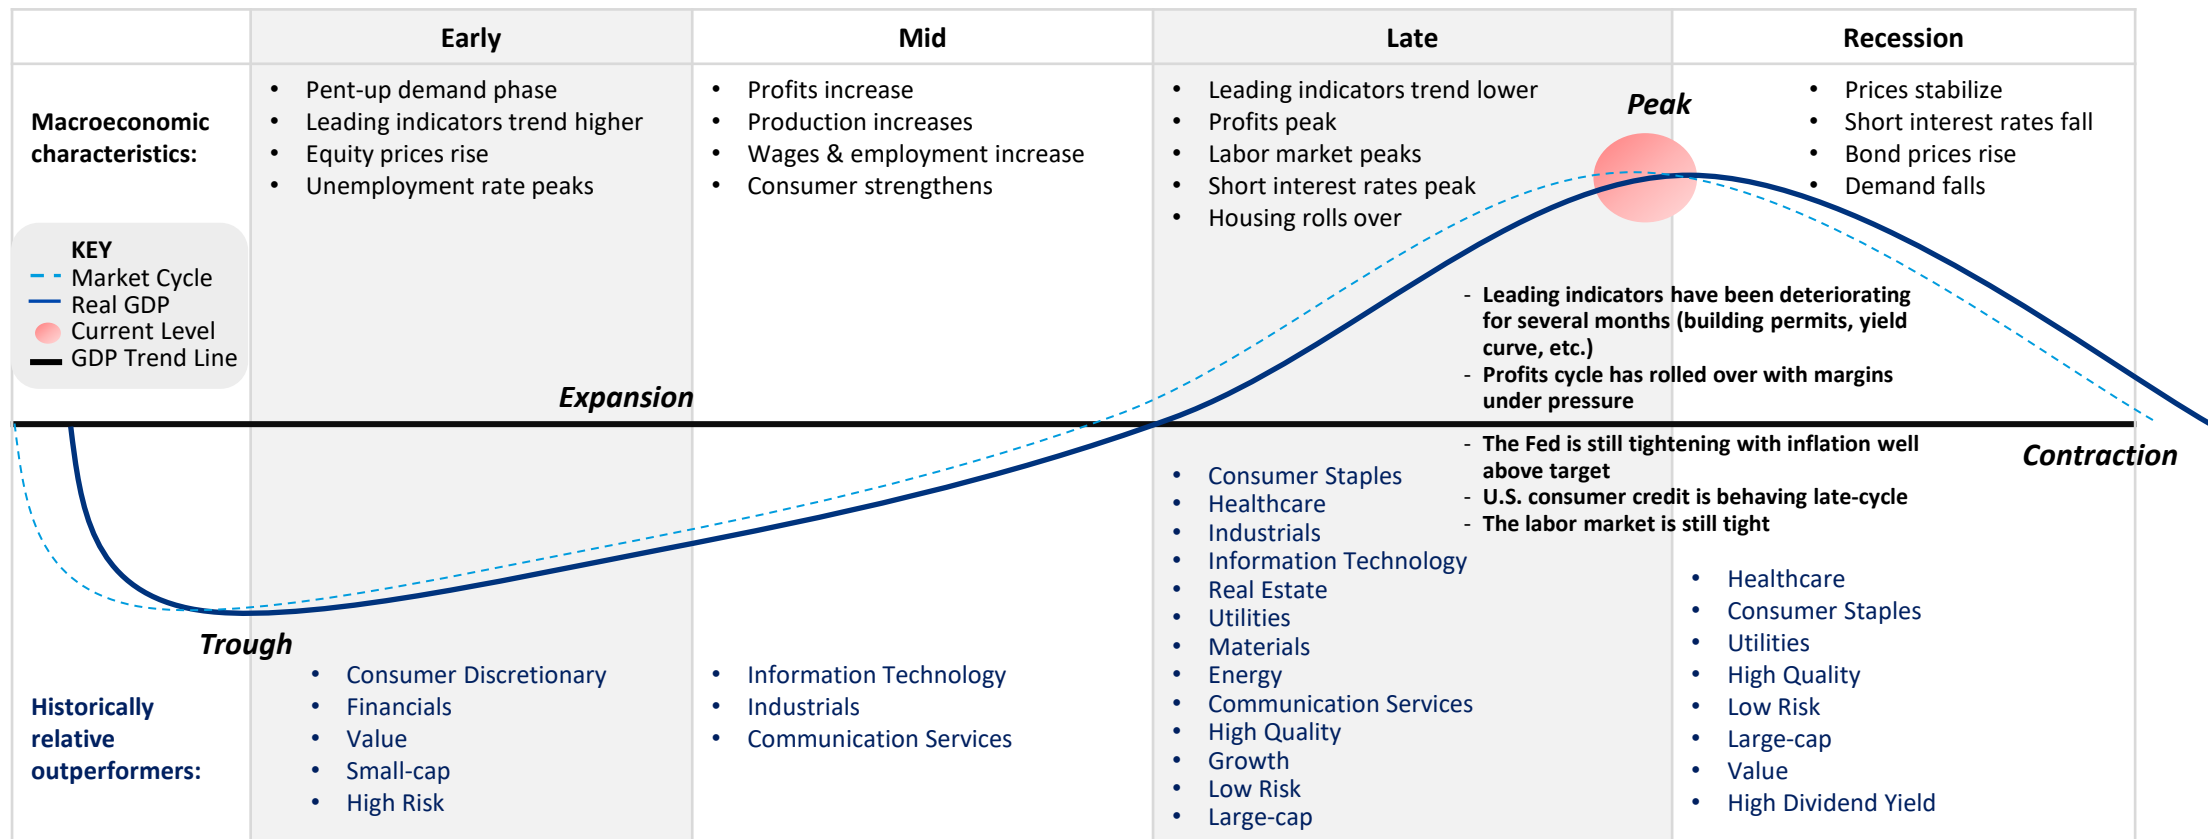 Early
Mid
Late
Recession
Macroeconomic
characteristics:
• Pent-up demand phase
• Leading indicators trend higher
• Equity prices rise
• Unemployment rate peaks
• Profits increase
• Production increases
• Wages & employment increase
• Consumer strengthens
• Leading indicators trend lower
• Profits peak
• Labor market peaks
• Short interest rates peak
• Housing rolls over
Peak
• Prices stabilize
• Short interest rates fall
• Bond prices rise
• Demand falls
KEY
Market Cycle
Real GDP
Current Level
GDP Trend Line
- Leading indicators have been deteriorating
for several months (building permits, yield
curve, etc.)
- Profits cycle has rolled over with margins
under pressure
- The Fed is still tightening with inflation well
above target
- U.S. consumer credit is behaving late-cycle
- The labor market is still tight
Expansion
Contraction
Trough
Historically
relative
outperformers:
• Consumer Discretionary
• Financials
• Value
• Small-cap
• High Risk
• Information Technology
• Industrials
• Communication Services
• Consumer Staples
• Healthcare
• Industrials
• Information Technology
• Real Estate
• Utilities
• Materials
• Energy
• Communication Services
• High Quality
• Growth
• Low Risk
• Large-cap
• Healthcare
• Consumer Staples
• Utilities
• High Quality
• Low Risk
• Large-cap
• Value
• High Dividend Yield